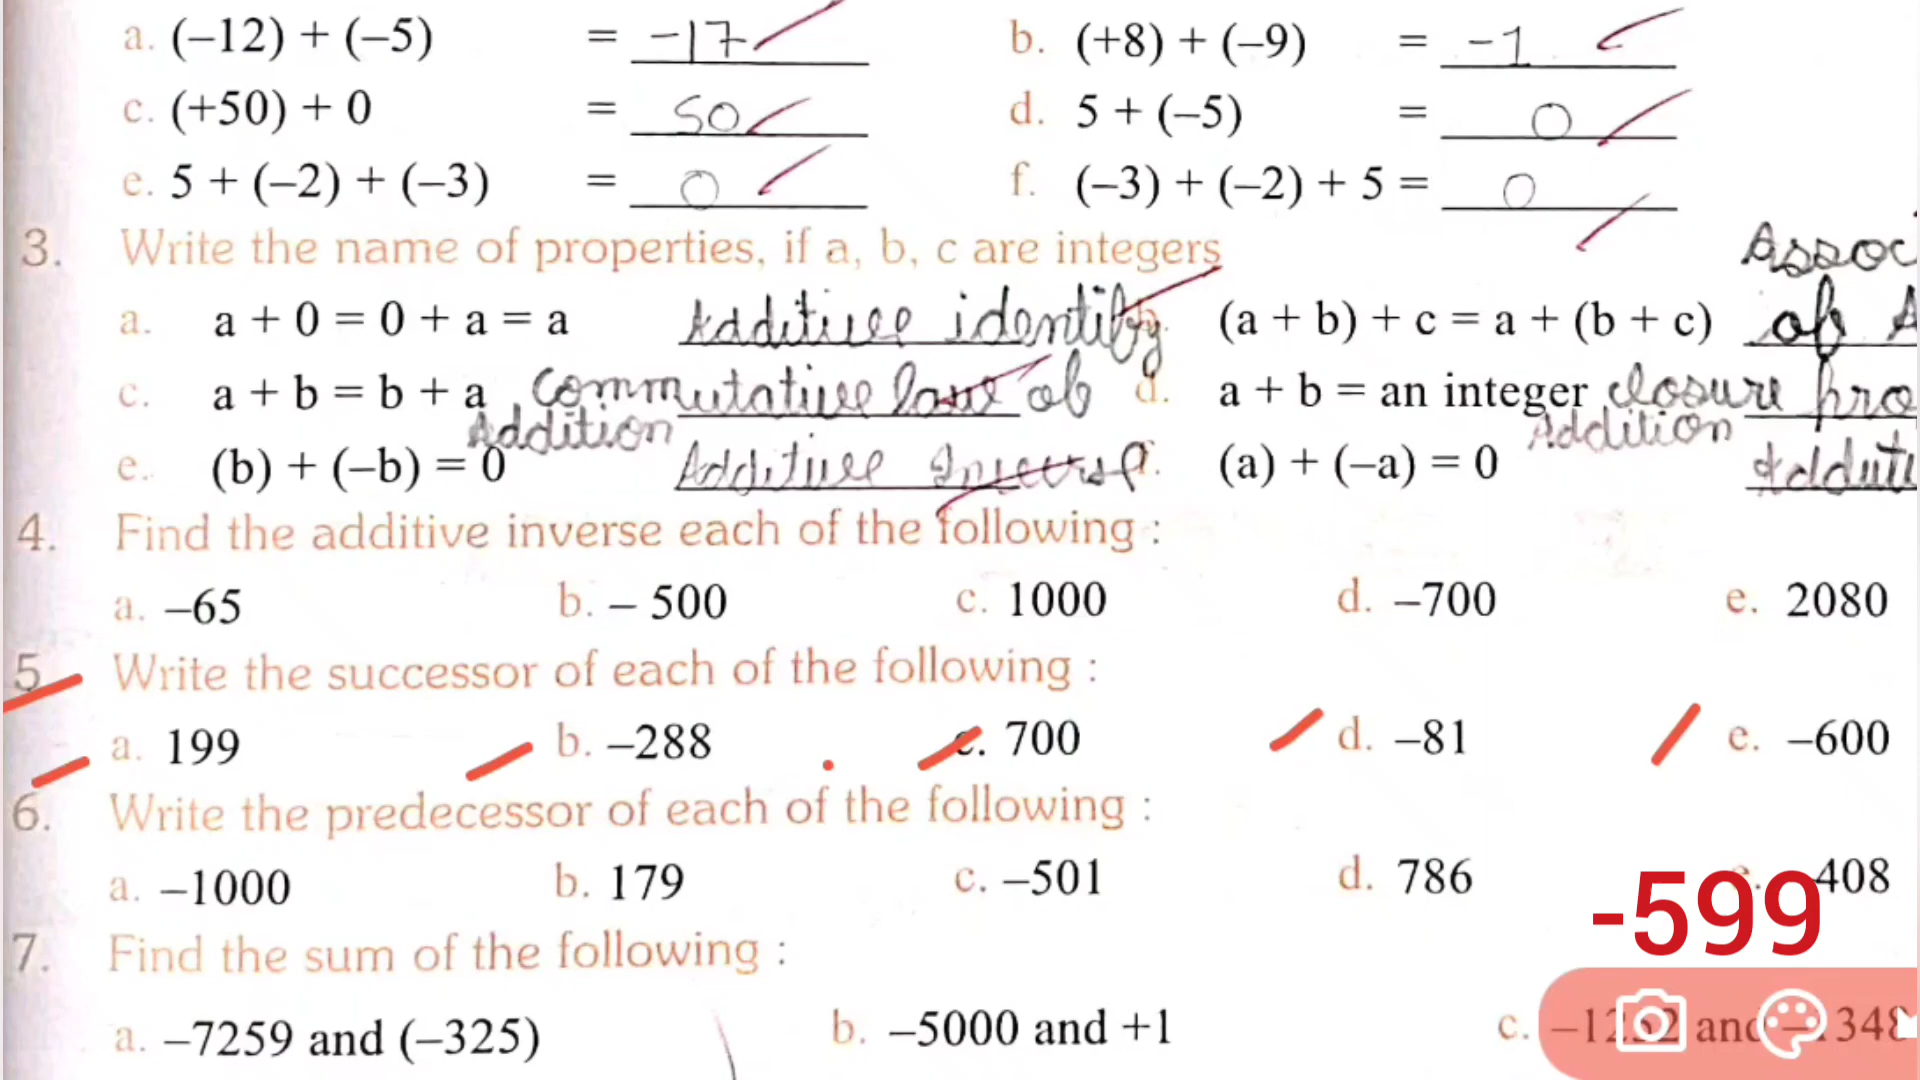 a. (–12) + (–5) = -17 b. (+8) + (–9) = -1
c. (+50) + 0 = 50 d. 5 + (–5) = 0
e. 5 + (–2) + (–3) = 0 f. (–3) + (–2) + 5 = 0
3. Write the name of properties, if a, b, c are integers
a. a + 0 = 0 + a = a Additive identity (a + b) + c = a + (b + c) Assoc of A
c. a + b = b + a Commutative law of Addition d. a + b = an integer closure pro Addition
e. (b) + (–b) = 0 Additive Inverse f. (a) + (–a) = 0 Additi
4. Find the additive inverse each of the following :
a. –65 b. – 500 c. 1000 d. –700 e. 2080
5. Write the successor of each of the following :
a. 199 b. –288 c. 700 d. –81 e. –600
6. Write the predecessor of each of the following :
a. –1000 b. 179 c. –501 d. 786 408
-599
7. Find the sum of the following :
a. –7259 and (–325) b. –5000 and +1 c. and